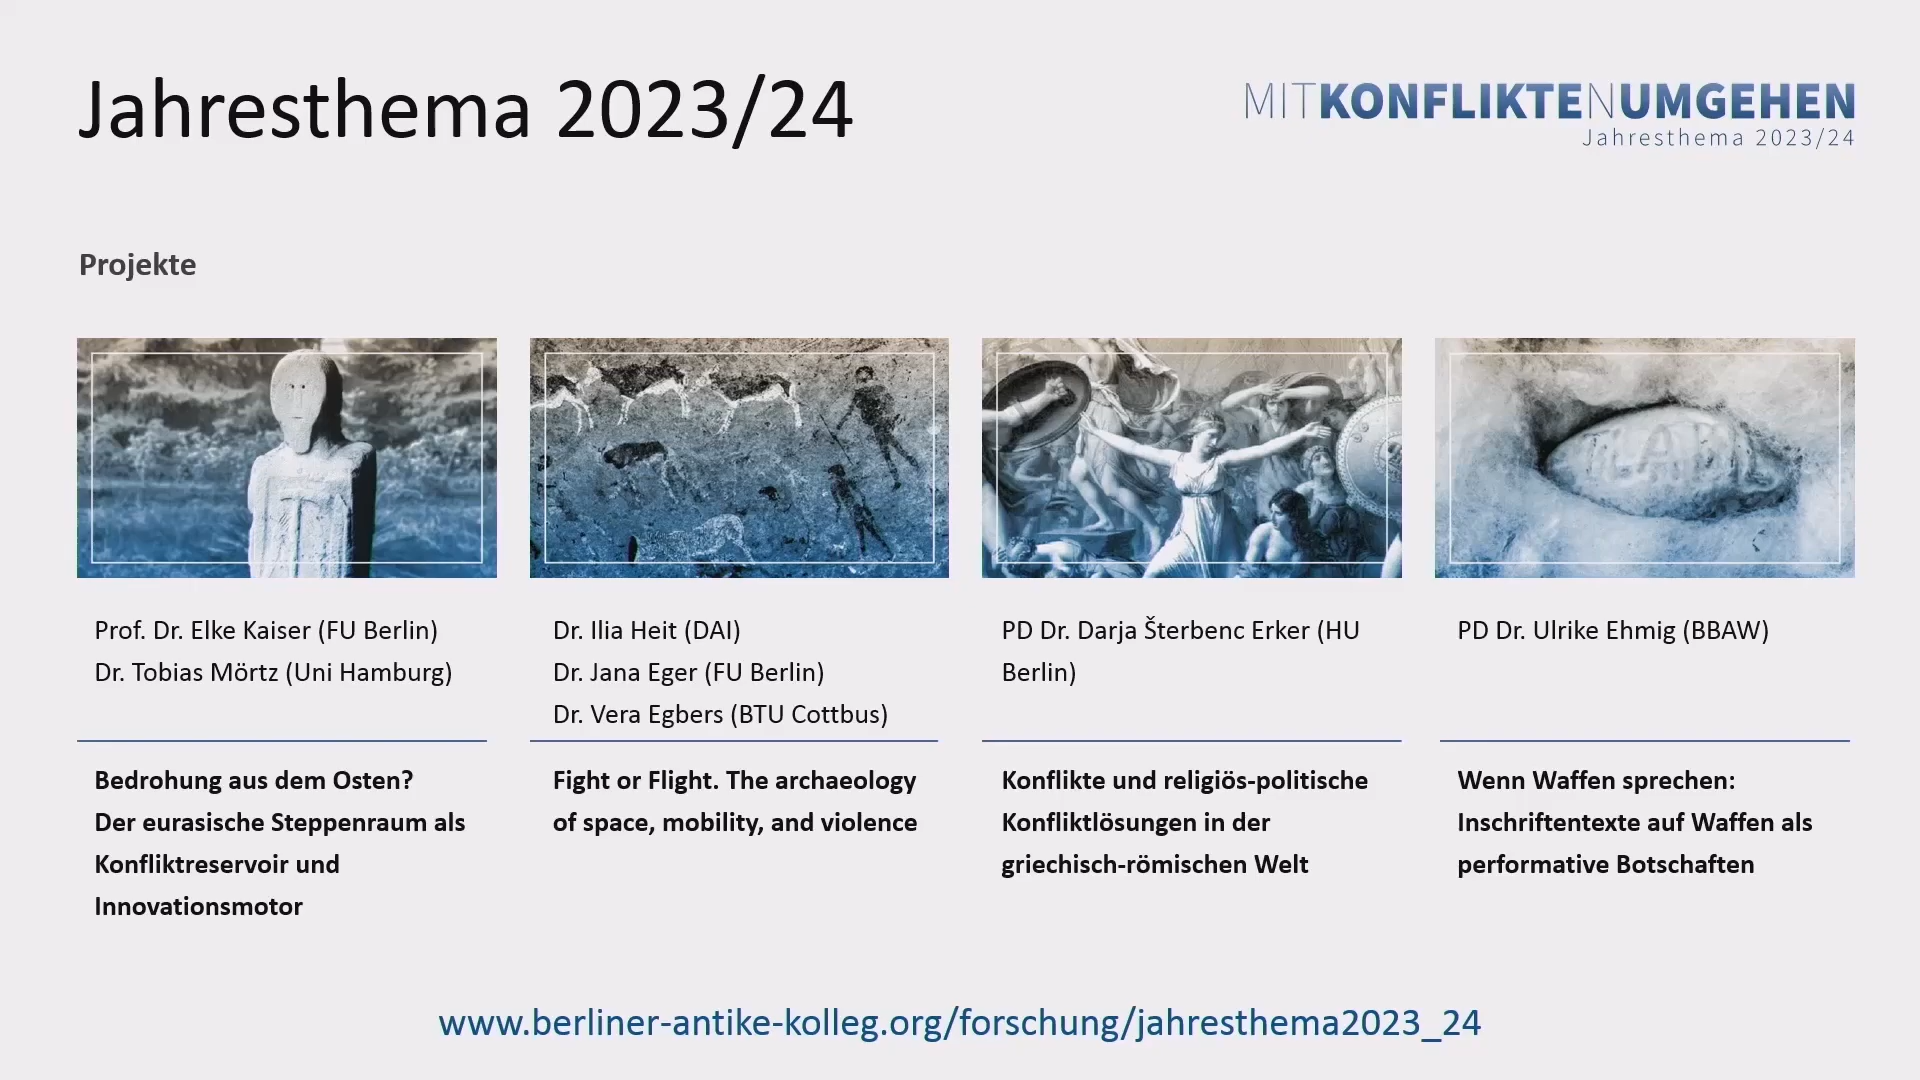 Jahresthema 2023/24
MITKONFLIKTENUMGEHEN
Jahresthema 2023/24
Projekte
Prof. Dr. Elke Kaiser (FU Berlin)
Dr. Tobias Mörtz (Uni Hamburg)
Bedrohung aus dem Osten?
Der eurasische Steppenraum als
Konfliktreservoir und
Innovationsmotor
Dr. Ilia Heit (DAI)
Dr. Jana Eger (FU Berlin)
Dr. Vera Egbers (BTU Cottbus)
Fight or Flight. The archaeology
of space, mobility, and violence
PD Dr. Darja Šterbenc Erker (HU
Berlin)
Konflikte und religiös-politische
Konfliktlösungen in der
griechisch-römischen Welt
PD Dr. Ulrike Ehmig (BBAW)
Wenn Waffen sprechen:
Inschriftentexte auf Waffen als
performative Botschaften
www.berliner-antike-kolleg.org/forschung/jahresthema2023_24